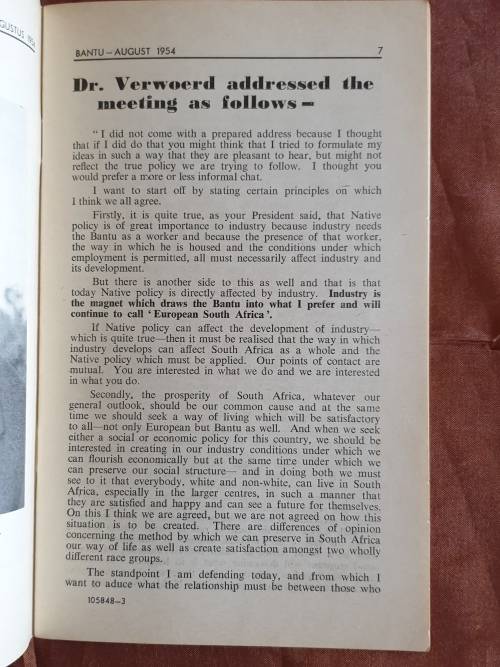 GUSTUS 195
BANTU — AUGUST 1954 7
Dr. Verwoerd addressed the
meeting as follows —
" I did not come with a prepared address because I thought
that if I did do that you might think that I tried to formulate my
ideas in such a way that they are pleasant to hear, but might not
reflect the true policy we are trying to follow. I thought you
would prefer a more or less informal chat.
I want to start off by stating certain principles on which
I think we all agree.
Firstly, it is quite true, as your President said, that Native
policy is of great importance to industry because industry needs
the Bantu as a worker and because the presence of that worker,
the way in which he is housed and the conditions under which
employment is permitted, all must necessarily affect industry and
its development.
But there is another side to this as well and that is that
today Native policy is directly affected by industry. Industry is
the magnet which draws the Bantu into what I prefer and will
continue to call ' European South Africa '.
If Native policy can affect the development of industry—
which is quite true—then it must be realised that the way in which
industry develops can affect South Africa as a whole and the
Native policy which must be applied. Our points of contact are
mutual. You are interested in what we do and we are interested
in what you do.
Secondly, the prosperity of South Africa, whatever our
general outlook, should be our common cause and at the same
time we should seek a way of living which will be satisfactory
to all—not only European but Bantu as well. And when we seek
either a social or economic policy for this country, we should be
interested in creating in our industry conditions under which we
can flourish economically but at the same time under which we
can preserve our social structure— and in doing both we must
see to it that everybody, white and non-white, can live in South
Africa, especially in the larger centres, in such a manner that
they are satisfied and happy and can see a future for themselves.
On this I think we are agreed, but we are not agreed on how this
situation is to be created. There are differences of opinion
concerning the method by which we can preserve in South Africa
our way of life as well as create satisfaction amongst two wholly
different race groups.
The standpoint I am defending today, and from which I
want to aduce what the relationship must be between those who
105848—3